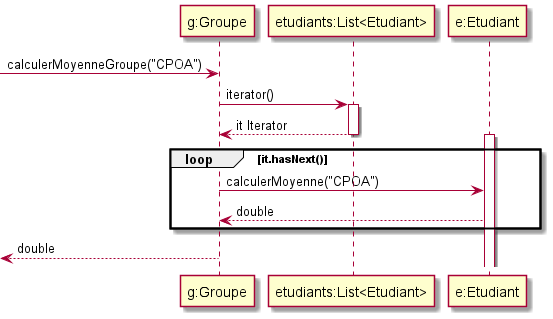 g:Groupe etudiants:List<Etudiant> e:Etudiant
calculerMoyenneGroupe("CPOA")
iterator()
it Iterator
loop [it.hasNext()]
calculerMoyenne("CPOA")
double
double
g:Groupe etudiants:List<Etudiant> e:Etudiant